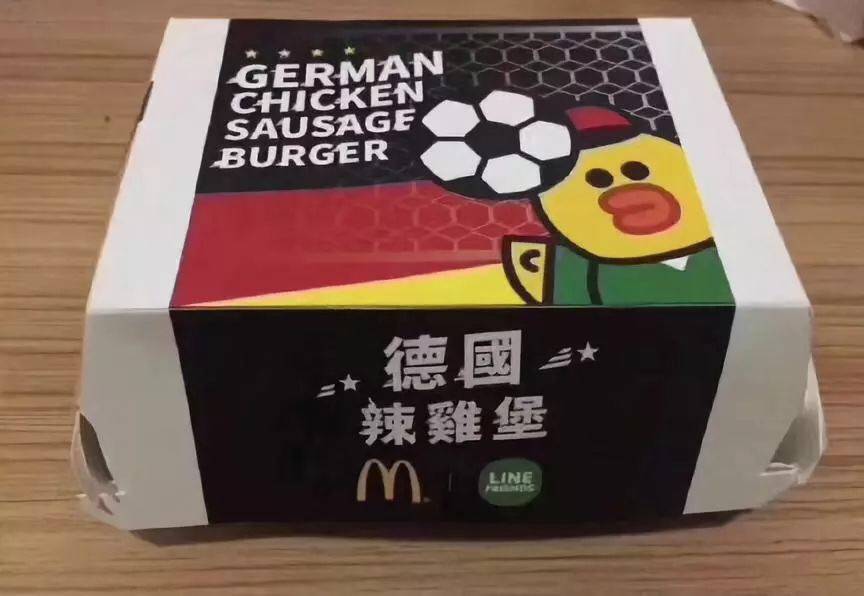 GERMAN
CHICKEN
SAUSAGE
BURGER
德國
辣雞堡
M
LINE
FRIENDS